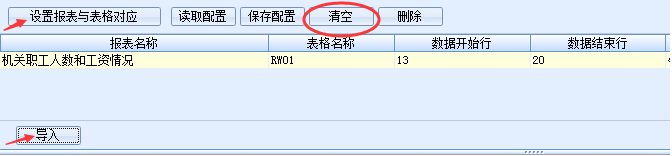 设置报表与表格对应 读取配置 保存配置 清空 删除
报表名称 表格名称 数据开始行 数据结束行
机关职工人数和工资情况 RW01 13 20
导入